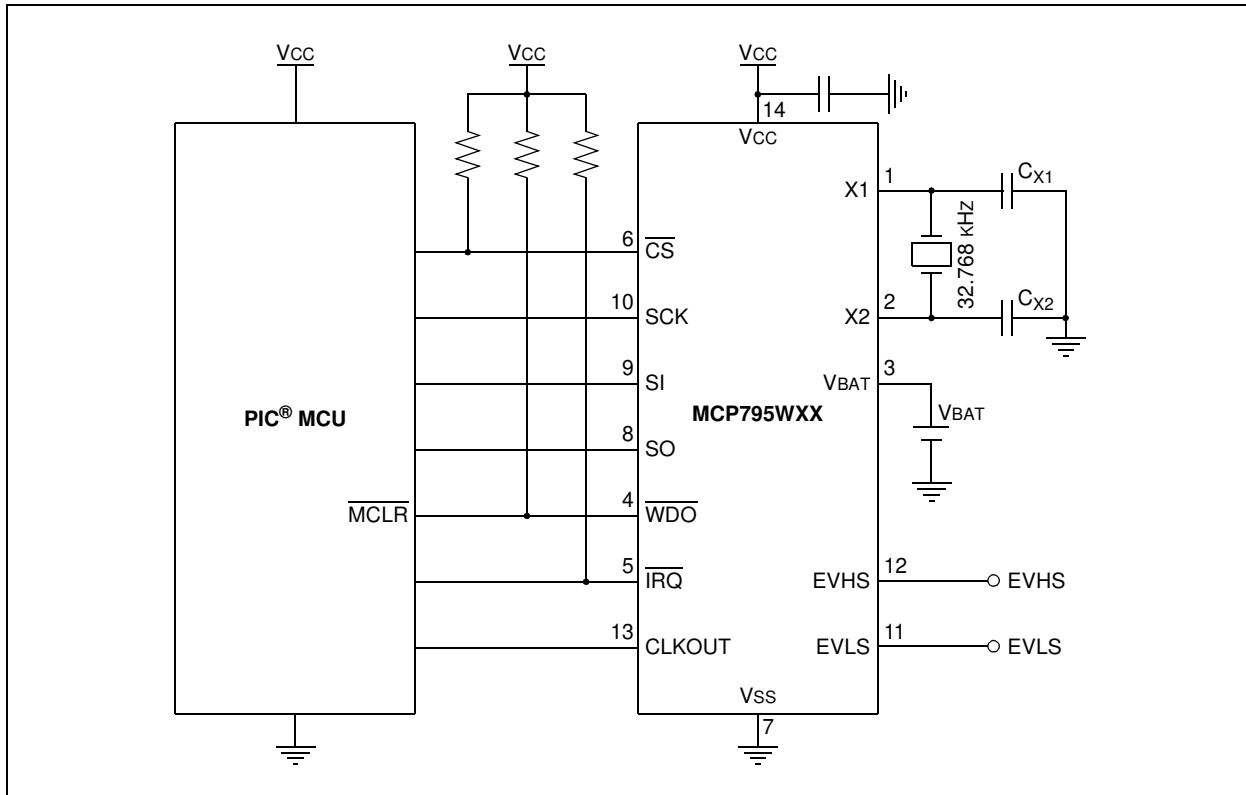 VCC VCC VCC
14
VCC
1 CX1
X1
32.768 KHZ
6 CS
2 CX2
10 SCK X2
3
9 SI VBAT
PIC® MCU MCP795WXX VBAT
8 SO
MCLR 4 WDO
5 IRQ EVHS 12 EVHS
13 CLKOUT EVLS 11 EVLS
VSS
7